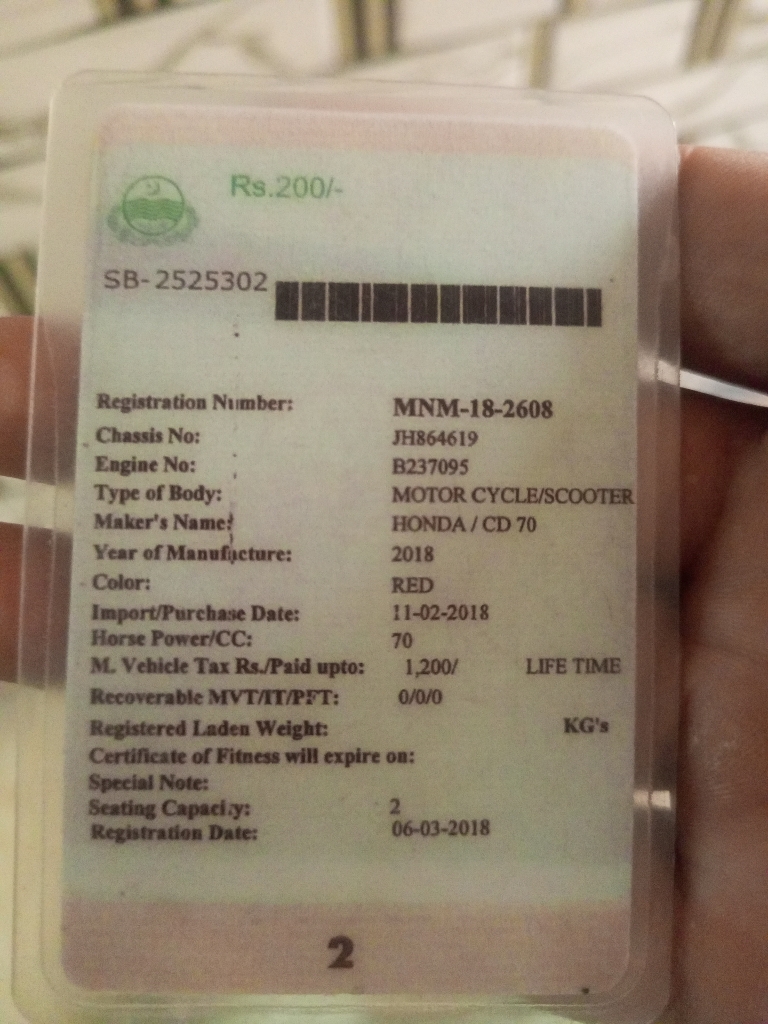 Rs.200/-
SB-2525302
Registration Number: MNM-18-2608
Chassis No: JH864619
Engine No: B237095
Type of Body: MOTOR CYCLE/SCOOTER
Maker's Name: HONDA / CD 70
Year of Manufacture: 2018
Color: RED
Import/Purchase Date: 11-02-2018
Horse Power/CC: 70
M. Vehicle Tax Rs./Paid upto: 1,200/ LIFE TIME
Recoverable MVT/IT/PFT: 0/0/0
Registered Laden Weight: KG's
Certificate of Fitness will expire on:
Special Note:
Seating Capacity: 2
Registration Date: 06-03-2018
2